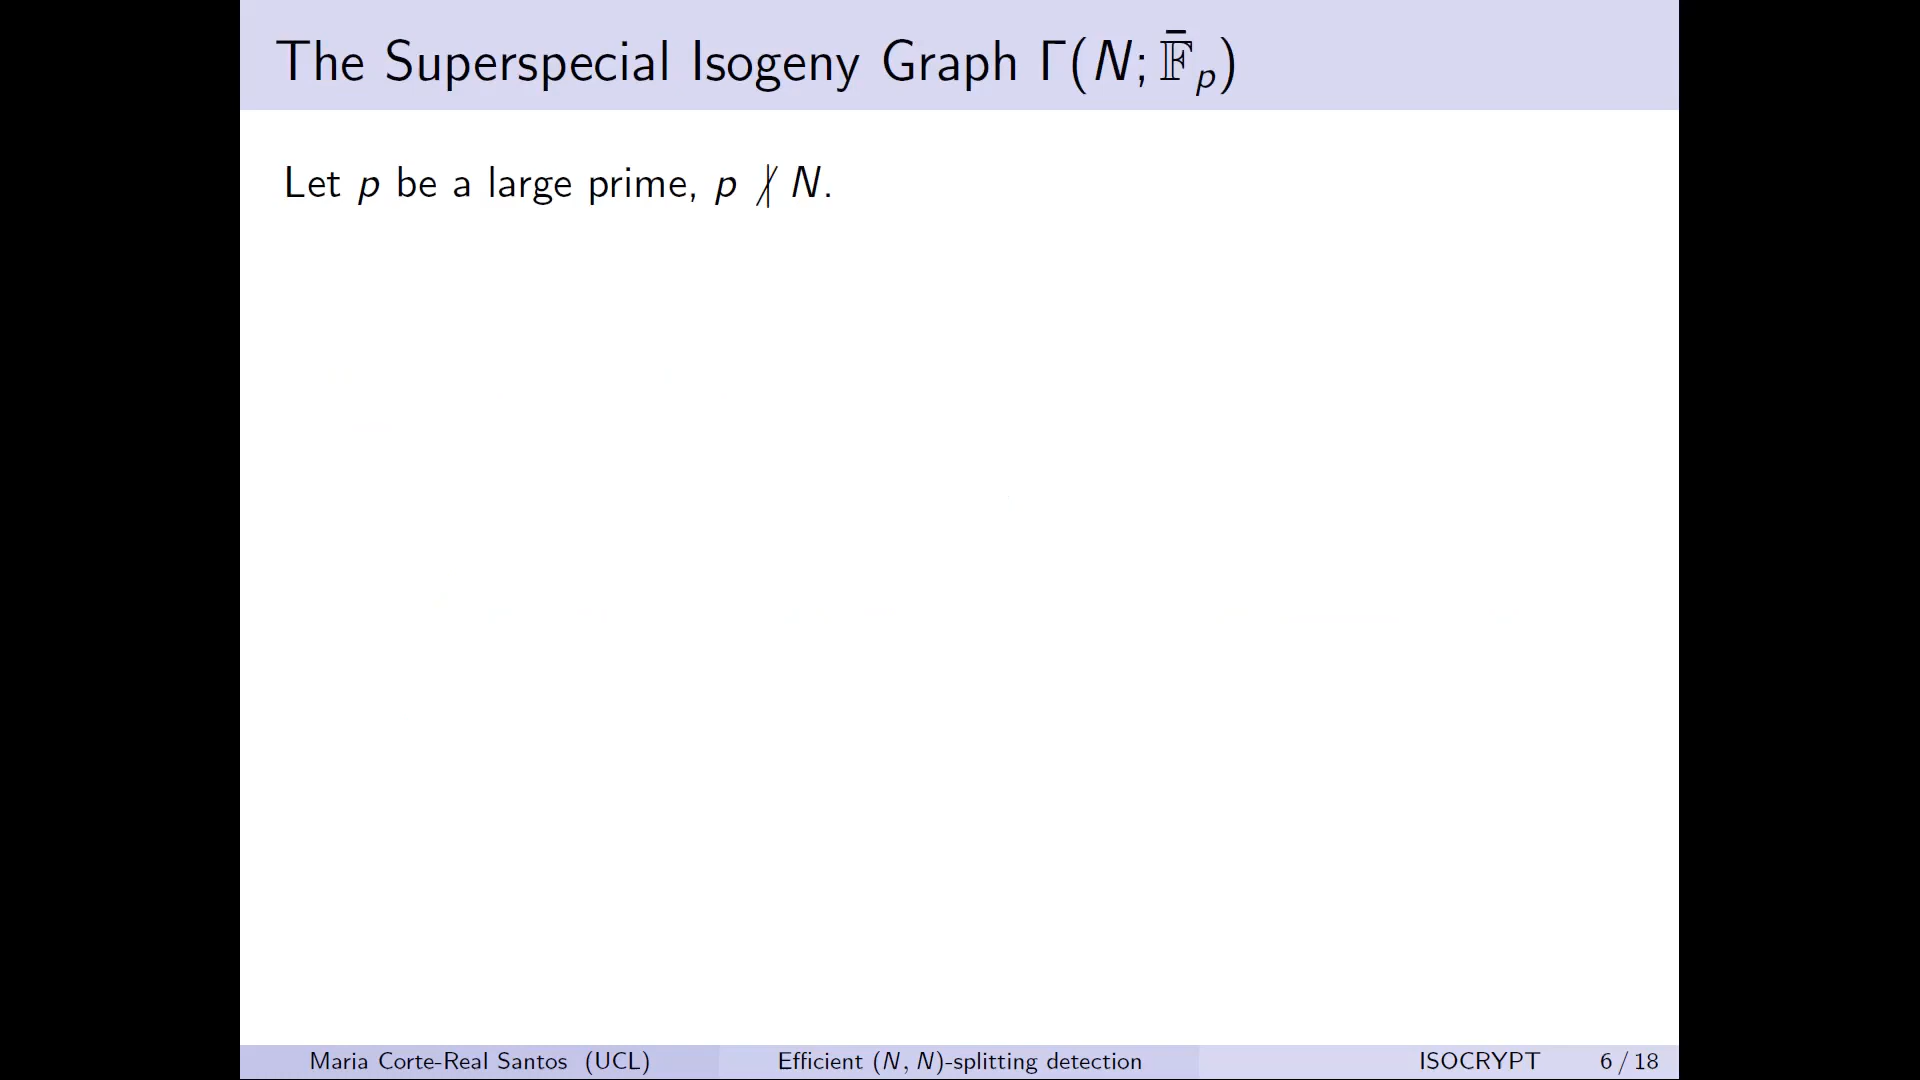 The Superspecial Isogeny Graph Γ(N; 𝔽̄ₚ)
Let p be a large prime, p ∤ N.
Maria Corte-Real Santos (UCL) Efficient (N, N)-splitting detection ISOCRYPT 6 / 18